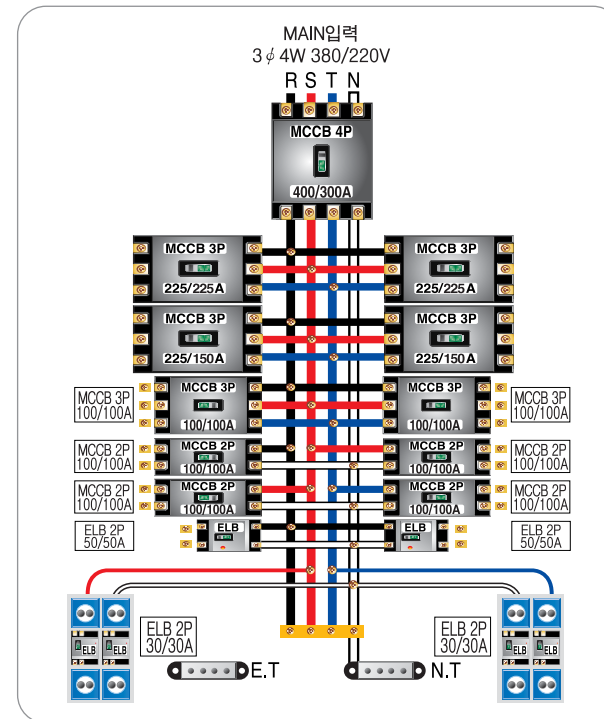 MAIN입력
3 ϕ 4W 380/220V
R S T N
MCCB 4P
400/300A
MCCB 3P
225/225A
MCCB 3P
225/225A
MCCB 3P
225/150A
MCCB 3P
225/150A
MCCB 3P
100/100A
MCCB 3P
100/100A
MCCB 3P
100/100A
MCCB 3P
100/100A
MCCB 2P
100/100A
MCCB 2P
100/100A
MCCB 2P
100/100A
MCCB 2P
100/100A
MCCB 2P
100/100A
MCCB 2P
100/100A
MCCB 2P
100/100A
MCCB 2P
100/100A
ELB 2P
50/50A
ELB
ELB
ELB 2P
50/50A
ELB
ELB
ELB 2P
30/30A
ELB 2P
30/30A
ELB
ELB
E.T
N.T